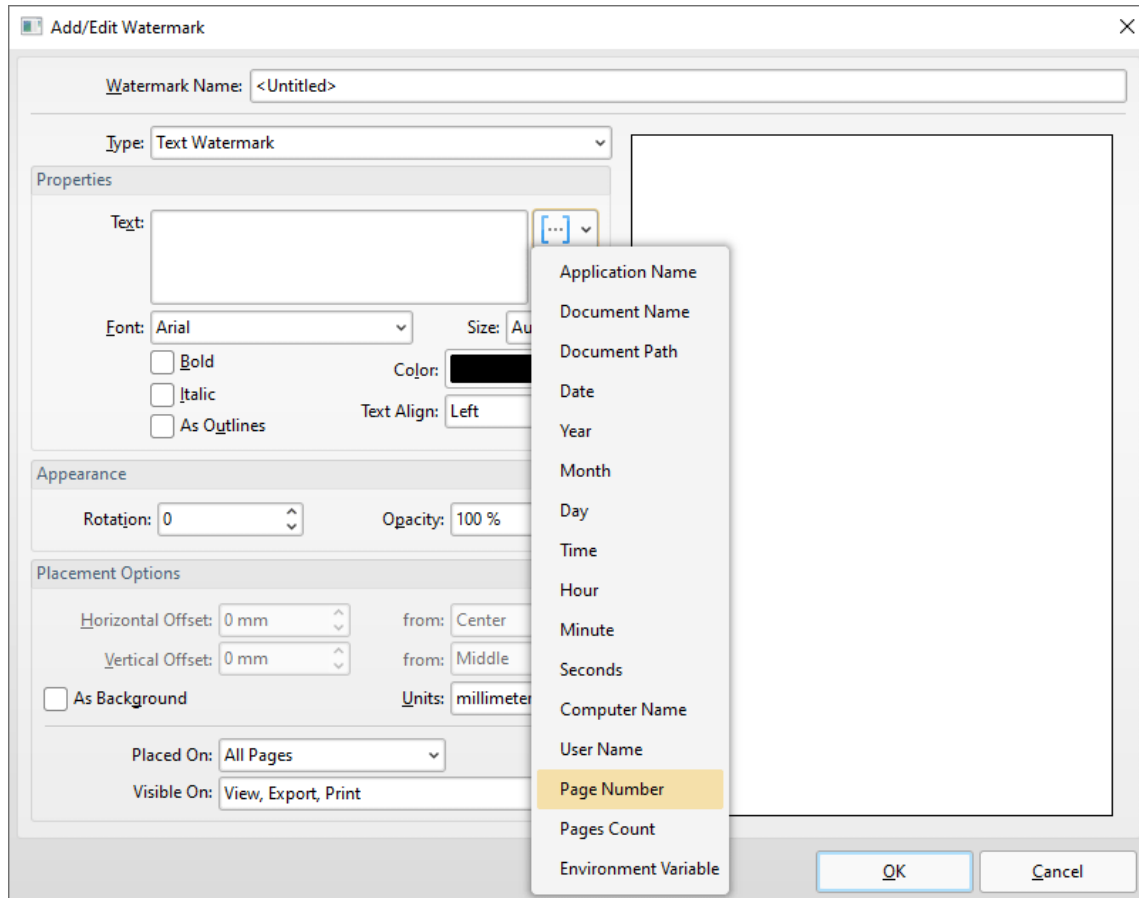 Add/Edit Watermark
Watermark Name: <Untitled>
Type: Text Watermark
Properties
Text:
[...]
Font: Arial
Size: Au
Bold
Italic
As Outlines
Color:
Text Align: Left
Appearance
Rotation: 0
Opacity: 100 %
Placement Options
Horizontal Offset: 0 mm
from: Center
Vertical Offset: 0 mm
from: Middle
As Background
Units: millimeter
Placed On: All Pages
Visible On: View, Export, Print
Application Name
Document Name
Document Path
Date
Year
Month
Day
Time
Hour
Minute
Seconds
Computer Name
User Name
Page Number
Pages Count
Environment Variable
OK
Cancel